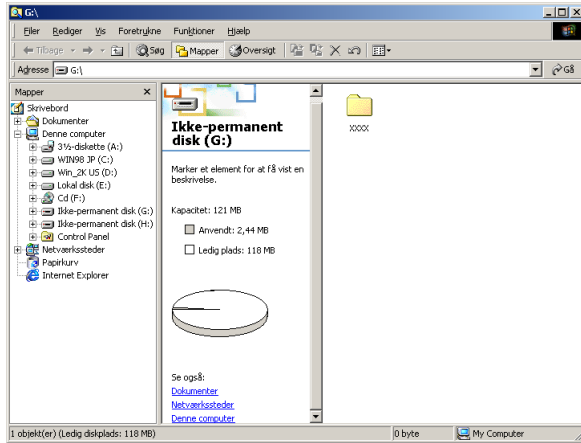 G:\
Filer Rediger Vis Foretrukne Funktioner Hjælp
Tilbage Søg Mapper Oversigt
Adresse G:\ Gå
Mapper
Skrivebord
Dokumenter
Denne computer
3½-diskette (A:)
WIN98 JP (C:)
Win_2K US (D:)
Lokal disk (E:)
Cd (F:)
Ikke-permanent disk (G:)
Ikke-permanent disk (H:)
Control Panel
Netværkssteder
Papirkurv
Internet Explorer
Ikke-permanent
disk (G:)
Marker et element for at få vist en
beskrivelse.
Kapacitet: 121 MB
Anvendt: 2,44 MB
Ledig plads: 118 MB
Se også:
Dokumenter
Netværkssteder
Denne computer
xxxx
1 objekt(er) (Ledig diskplads: 118 MB) 0 byte My Computer